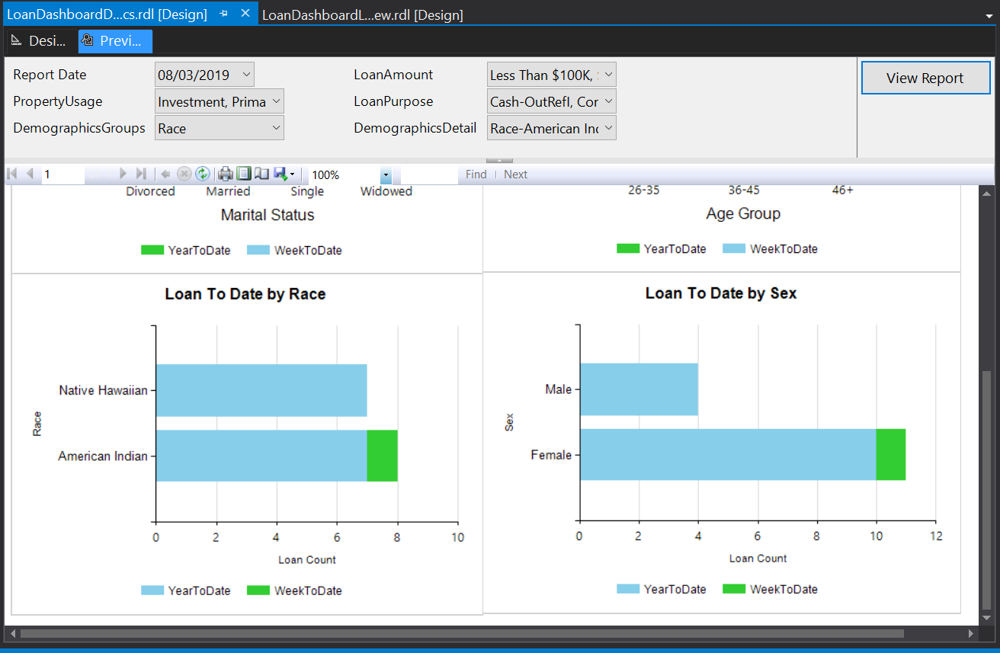 LoanDashboardD...cs.rdl [Design] LoanDashboardL...ew.rdl [Design]
Desi... Previ...
Report Date 08/03/2019 LoanAmount Less Than $100K, View Report
PropertyUsage Investment, Prima LoanPurpose Cash-OutRefI, Cor
DemographicsGroups Race DemographicsDetail Race-American Inc
1 100% Find | Next
Divorced Married Single Widowed 26-35 36-45 46+
Marital Status Age Group
YearToDate WeekToDate YearToDate WeekToDate
Loan To Date by Race
Native Hawaiian
Race
American Indian
0 2 4 6 8 10
Loan Count
YearToDate WeekToDate
Loan To Date by Sex
Male
Sex
Female
0 2 4 6 8 10 12
Loan Count
YearToDate WeekToDate